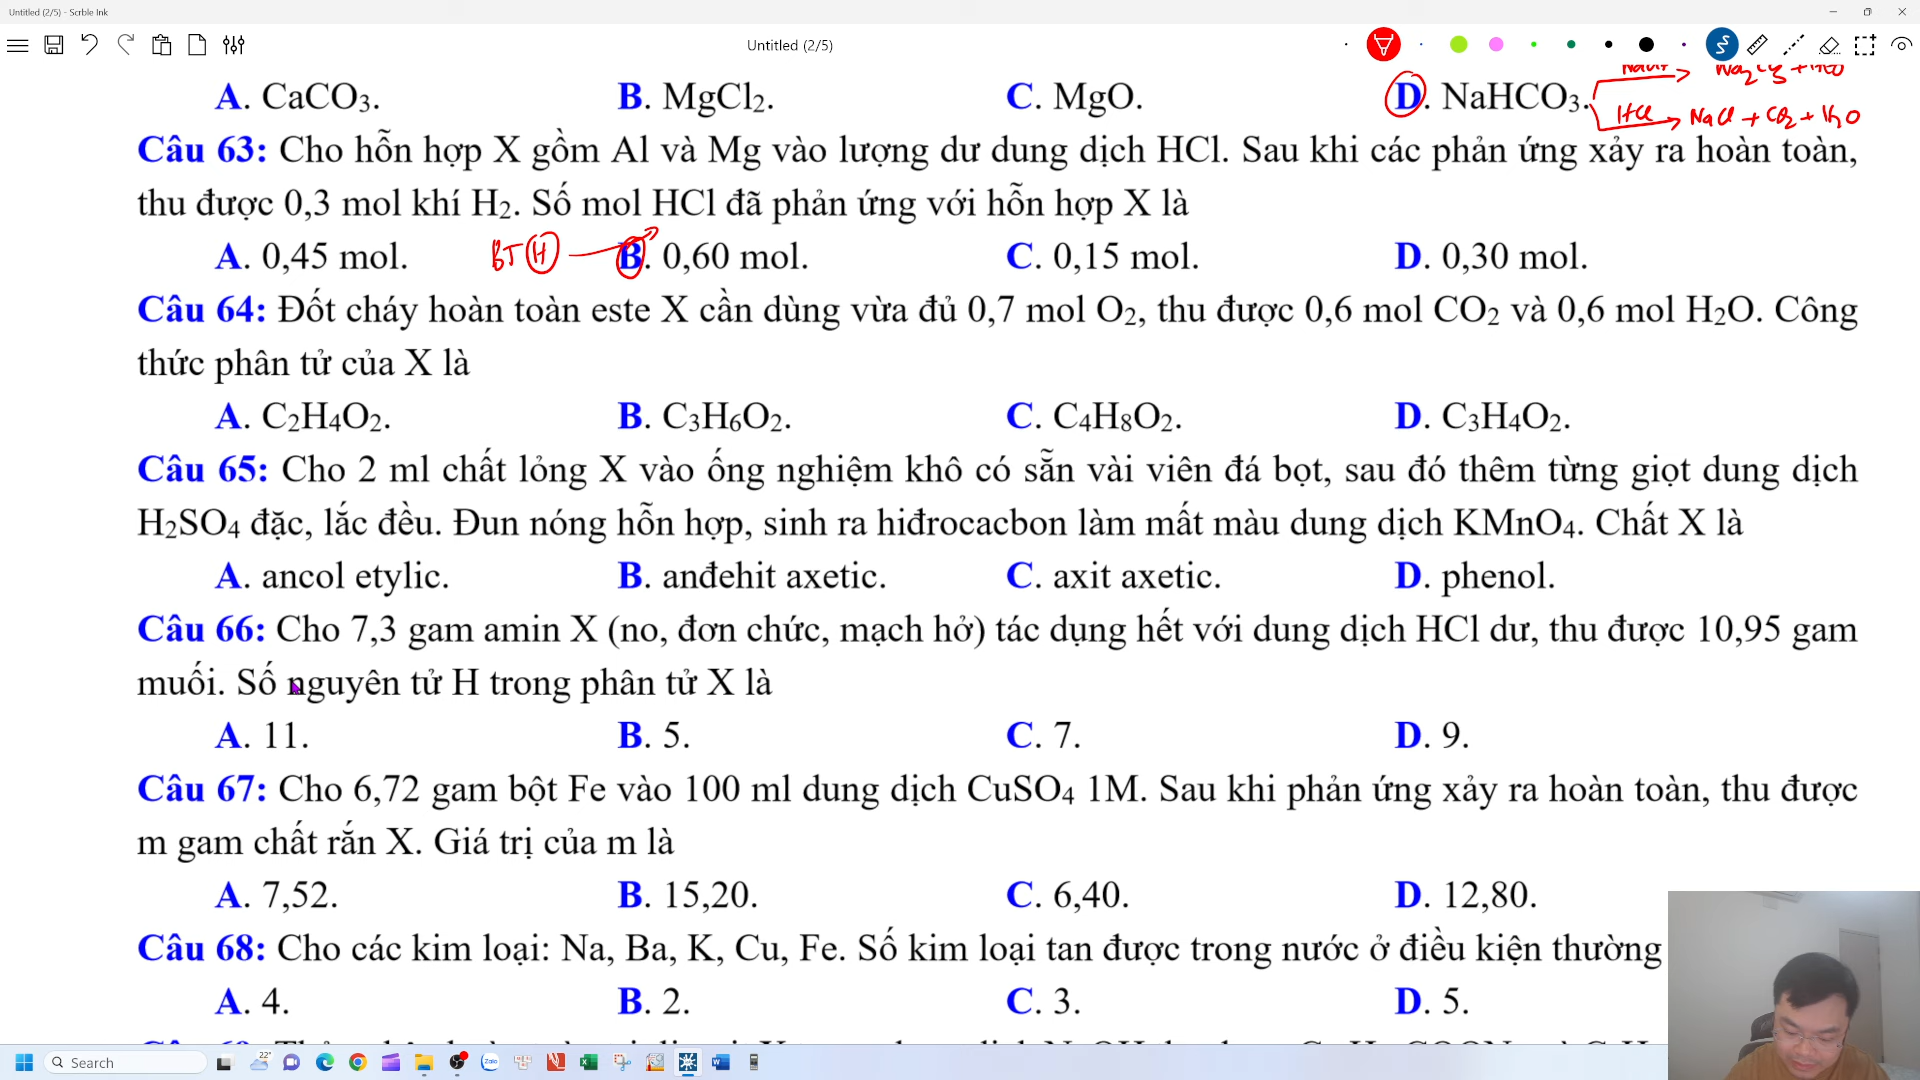 Untitled (2/5) - Scrble Ink
Untitled (2/5)
A. CaCO₃. B. MgCl₂. C. MgO. D. NaHCO₃.
HCl → NaCl + CO₂ + H₂O
Câu 63: Cho hỗn hợp X gồm Al và Mg vào lượng dư dung dịch HCl. Sau khi các phản ứng xảy ra hoàn toàn,
thu được 0,3 mol khí H₂. Số mol HCl đã phản ứng với hỗn hợp X là
A. 0,45 mol. BT H → B. 0,60 mol. C. 0,15 mol. D. 0,30 mol.
Câu 64: Đốt cháy hoàn toàn este X cần dùng vừa đủ 0,7 mol O₂, thu được 0,6 mol CO₂ và 0,6 mol H₂O. Công
thức phân tử của X là
A. C₂H₄O₂. B. C₃H₆O₂. C. C₄H₈O₂. D. C₃H₄O₂.
Câu 65: Cho 2 ml chất lỏng X vào ống nghiệm khô có sẵn vài viên đá bọt, sau đó thêm từng giọt dung dịch
H₂SO₄ đặc, lắc đều. Đun nóng hỗn hợp, sinh ra hiđrocacbon làm mất màu dung dịch KMnO₄. Chất X là
A. ancol etylic. B. anđehit axetic. C. axit axetic. D. phenol.
Câu 66: Cho 7,3 gam amin X (no, đơn chức, mạch hở) tác dụng hết với dung dịch HCl dư, thu được 10,95 gam
muối. Số nguyên tử H trong phân tử X là
A. 11. B. 5. C. 7. D. 9.
Câu 67: Cho 6,72 gam bột Fe vào 100 ml dung dịch CuSO₄ 1M. Sau khi phản ứng xảy ra hoàn toàn, thu được
m gam chất rắn X. Giá trị của m là
A. 7,52. B. 15,20. C. 6,40. D. 12,80.
Câu 68: Cho các kim loại: Na, Ba, K, Cu, Fe. Số kim loại tan được trong nước ở điều kiện thường
A. 4. B. 2. C. 3. D. 5.
Search
22°
Zalo